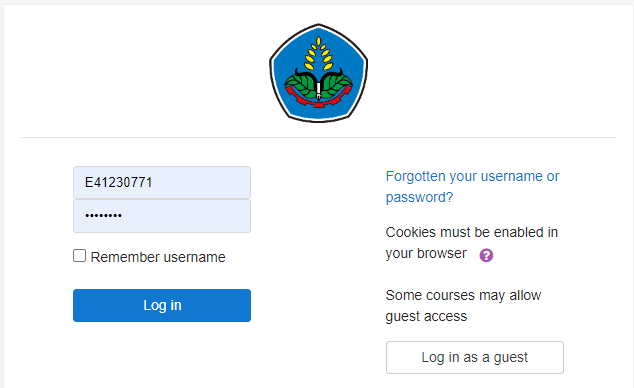 E41230771
••••••••
Remember username
Log in
Forgotten your username or
password?
Cookies must be enabled in
your browser ?
Some courses may allow
guest access
Log in as a guest